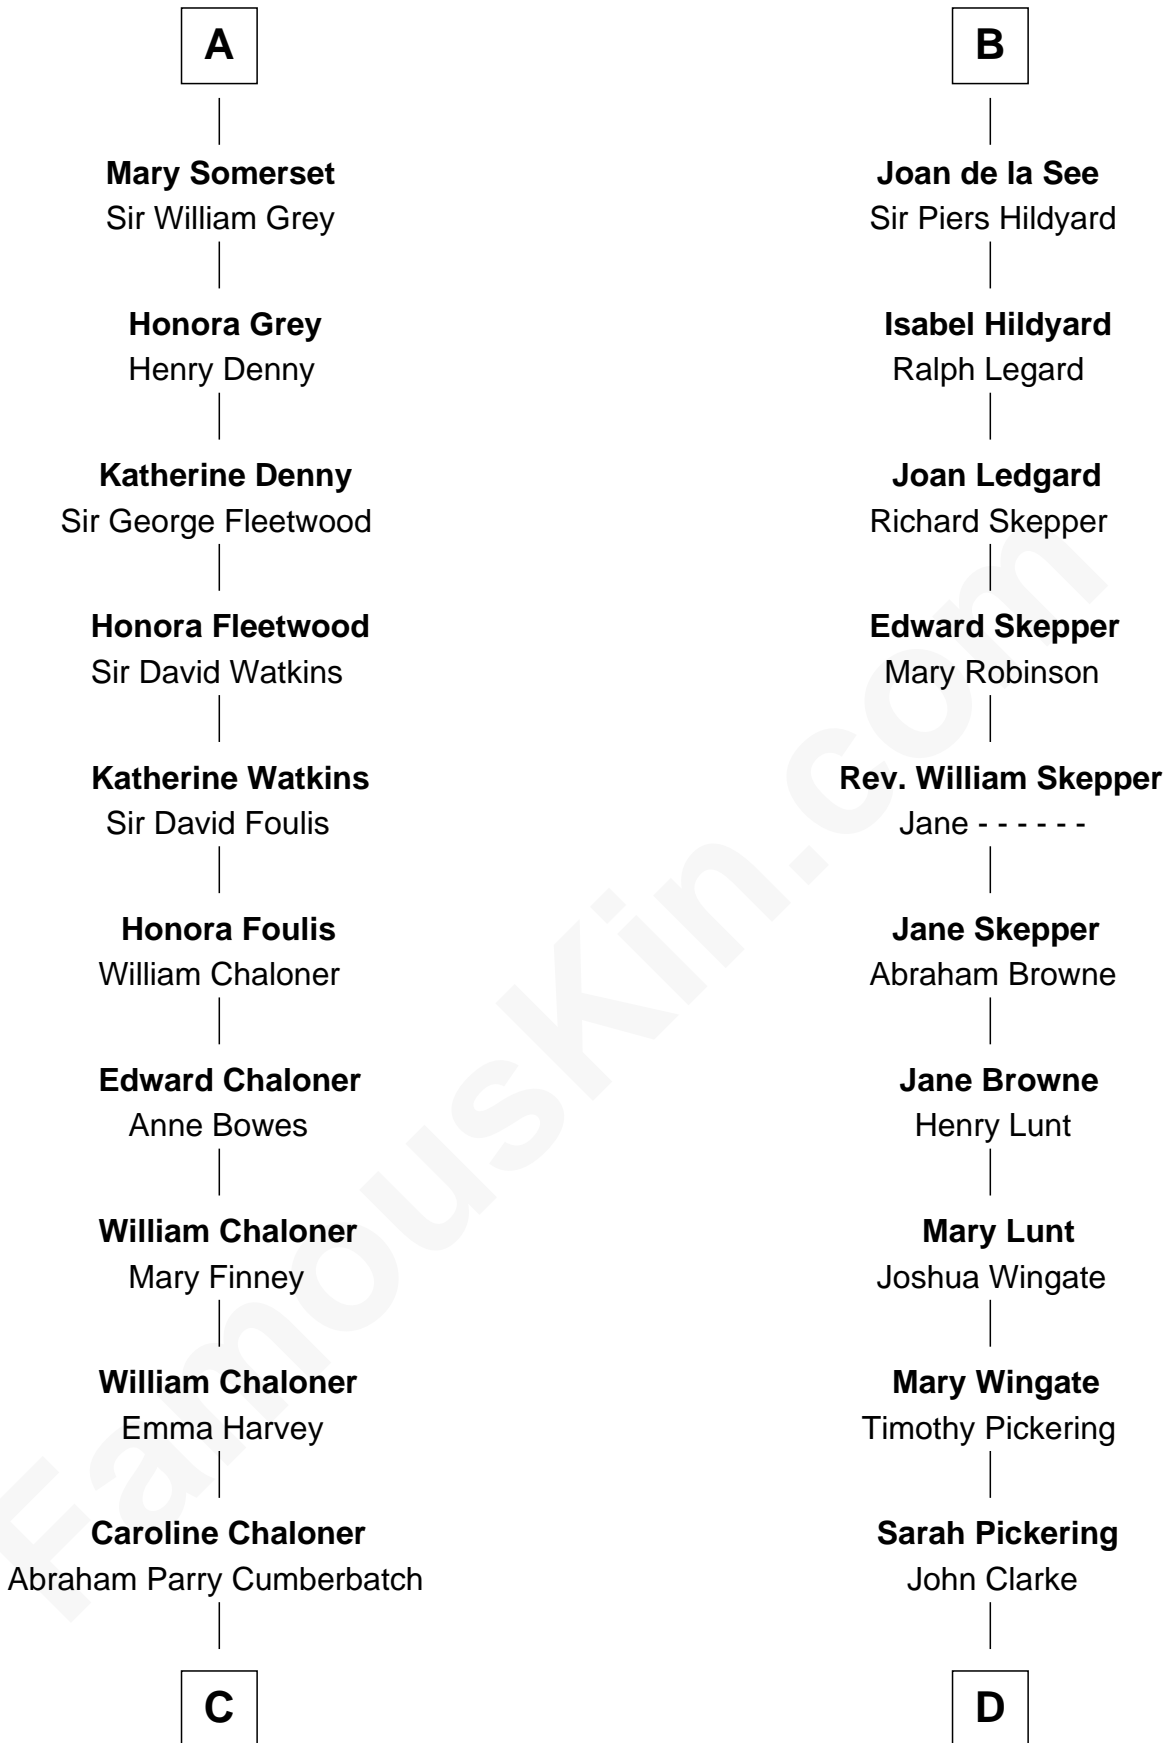 A
Mary Somerset
Sir William Grey
Honora Grey
Henry Denny
Katherine Denny
Sir George Fleetwood
Honora Fleetwood
Sir David Watkins
Katherine Watkins
Sir David Foulis
Honora Foulis
William Chaloner
Edward Chaloner
Anne Bowes
William Chaloner
Mary Finney
William Chaloner
Emma Harvey
Caroline Chaloner
Abraham Parry Cumberbatch
C
B
Joan de la See
Sir Piers Hildyard
Isabel Hildyard
Ralph Legard
Joan Ledgard
Richard Skepper
Edward Skepper
Mary Robinson
Rev. William Skepper
Jane - - - - - -
Jane Skepper
Abraham Browne
Jane Browne
Henry Lunt
Mary Lunt
Joshua Wingate
Mary Wingate
Timothy Pickering
Sarah Pickering
John Clarke
D
FamousKin.com